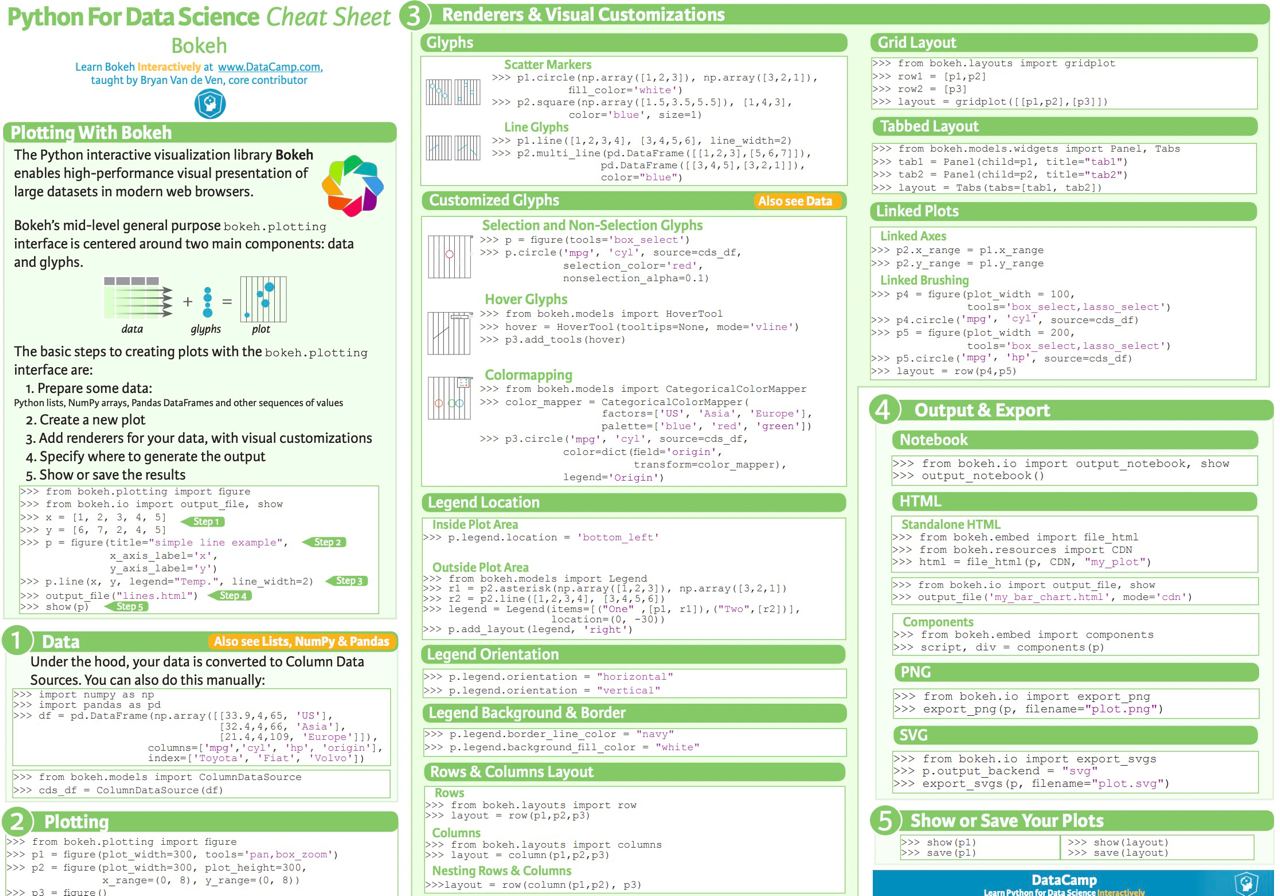 Python For Data Science Cheat Sheet
Bokeh
Learn Bokeh Interactively at www.DataCamp.com,
taught by Bryan Van de Ven, core contributor
Plotting With Bokeh
The Python interactive visualization library Bokeh
enables high-performance visual presentation of
large datasets in modern web browsers.
Bokeh's mid-level general purpose bokeh.plotting
interface is centered around two main components: data
and glyphs.
+ =
data glyphs plot
The basic steps to creating plots with the bokeh.plotting
interface are:
1. Prepare some data:
Python lists, NumPy arrays, Pandas DataFrames and other sequences of values
2. Create a new plot
3. Add renderers for your data, with visual customizations
4. Specify where to generate the output
5. Show or save the results
>>> from bokeh.plotting import figure
>>> from bokeh.io import output_file, show
>>> x = [1, 2, 3, 4, 5] Step 1
>>> y = [6, 7, 2, 4, 5]
>>> p = figure(title="simple line example", Step 2
x_axis_label='x',
y_axis_label='y')
>>> p.line(x, y, legend="Temp.", line_width=2) Step 3
>>> output_file("lines.html") Step 4
>>> show(p) Step 5
1 Data Also see Lists, NumPy & Pandas
Under the hood, your data is converted to Column Data
Sources. You can also do this manually:
>>> import numpy as np
>>> import pandas as pd
>>> df = pd.DataFrame(np.array([[33.9,4,65, 'US'],
[32.4,4,66, 'Asia'],
[21.4,4,109, 'Europe']]),
columns=['mpg','cyl', 'hp', 'origin'],
index=['Toyota', 'Fiat', 'Volvo'])
>>> from bokeh.models import ColumnDataSource
>>> cds_df = ColumnDataSource(df)
2 Plotting
>>> from bokeh.plotting import figure
>>> p1 = figure(plot_width=300, tools='pan,box_zoom')
>>> p2 = figure(plot_width=300, plot_height=300,
x_range=(0, 8), y_range=(0, 8))
>>> p3 = figure()
3 Renderers & Visual Customizations
Glyphs
Scatter Markers
>>> p1.circle(np.array([1,2,3]), np.array([3,2,1]),
fill_color='white')
>>> p2.square(np.array([1.5,3.5,5.5]), [1,4,3],
color='blue', size=1)
Line Glyphs
>>> p1.line([1,2,3,4], [3,4,5,6], line_width=2)
>>> p2.multi_line(pd.DataFrame([[1,2,3],[5,6,7]]),
pd.DataFrame([[3,4,5],[3,2,1]]),
color="blue")
Customized Glyphs Also see Data
Selection and Non-Selection Glyphs
>>> p = figure(tools='box_select')
>>> p.circle('mpg', 'cyl', source=cds_df,
selection_color='red',
nonselection_alpha=0.1)
Hover Glyphs
>>> from bokeh.models import HoverTool
>>> hover = HoverTool(tooltips=None, mode='vline')
>>> p3.add_tools(hover)
Colormapping
>>> from bokeh.models import CategoricalColorMapper
>>> color_mapper = CategoricalColorMapper(
factors=['US', 'Asia', 'Europe'],
palette=['blue', 'red', 'green'])
>>> p3.circle('mpg', 'cyl', source=cds_df,
color=dict(field='origin',
transform=color_mapper),
legend='Origin')
Legend Location
Inside Plot Area
>>> p.legend.location = 'bottom_left'
Outside Plot Area
>>> from bokeh.models import Legend
>>> r1 = p2.asterisk(np.array([1,2,3]), np.array([3,2,1])
>>> r2 = p2.line([1,2,3,4], [3,4,5,6])
>>> legend = Legend(items=[("One" ,[p1, r1]),("Two",[r2])],
location=(0, -30))
>>> p.add_layout(legend, 'right')
Legend Orientation
>>> p.legend.orientation = "horizontal"
>>> p.legend.orientation = "vertical"
Legend Background & Border
>>> p.legend.border_line_color = "navy"
>>> p.legend.background_fill_color = "white"
Rows & Columns Layout
Rows
>>> from bokeh.layouts import row
>>> layout = row(p1,p2,p3)
Columns
>>> from bokeh.layouts import columns
>>> layout = column(p1,p2,p3)
Nesting Rows & Columns
>>>layout = row(column(p1,p2), p3)
Grid Layout
>>> from bokeh.layouts import gridplot
>>> row1 = [p1,p2]
>>> row2 = [p3]
>>> layout = gridplot([[p1,p2],[p3]])
Tabbed Layout
>>> from bokeh.models.widgets import Panel, Tabs
>>> tab1 = Panel(child=p1, title="tab1")
>>> tab2 = Panel(child=p2, title="tab2")
>>> layout = Tabs(tabs=[tab1, tab2])
Linked Plots
Linked Axes
>>> p2.x_range = p1.x_range
>>> p2.y_range = p1.y_range
Linked Brushing
>>> p4 = figure(plot_width = 100,
tools='box_select,lasso_select')
>>> p4.circle('mpg', 'cyl', source=cds_df)
>>> p5 = figure(plot_width = 200,
tools='box_select,lasso_select')
>>> p5.circle('mpg', 'hp', source=cds_df)
>>> layout = row(p4,p5)
4 Output & Export
Notebook
>>> from bokeh.io import output_notebook, show
>>> output_notebook()
HTML
Standalone HTML
>>> from bokeh.embed import file_html
>>> from bokeh.resources import CDN
>>> html = file_html(p, CDN, "my_plot")
>>> from bokeh.io import output_file, show
>>> output_file('my_bar_chart.html', mode='cdn')
Components
>>> from bokeh.embed import components
>>> script, div = components(p)
PNG
>>> from bokeh.io import export_png
>>> export_png(p, filename="plot.png")
SVG
>>> from bokeh.io import export_svgs
>>> p.output_backend = "svg"
>>> export_svgs(p, filename="plot.svg")
5 Show or Save Your Plots
>>> show(p1) >>> show(layout)
>>> save(p1) >>> save(layout)
DataCamp
Learn Python for Data Science Interactively